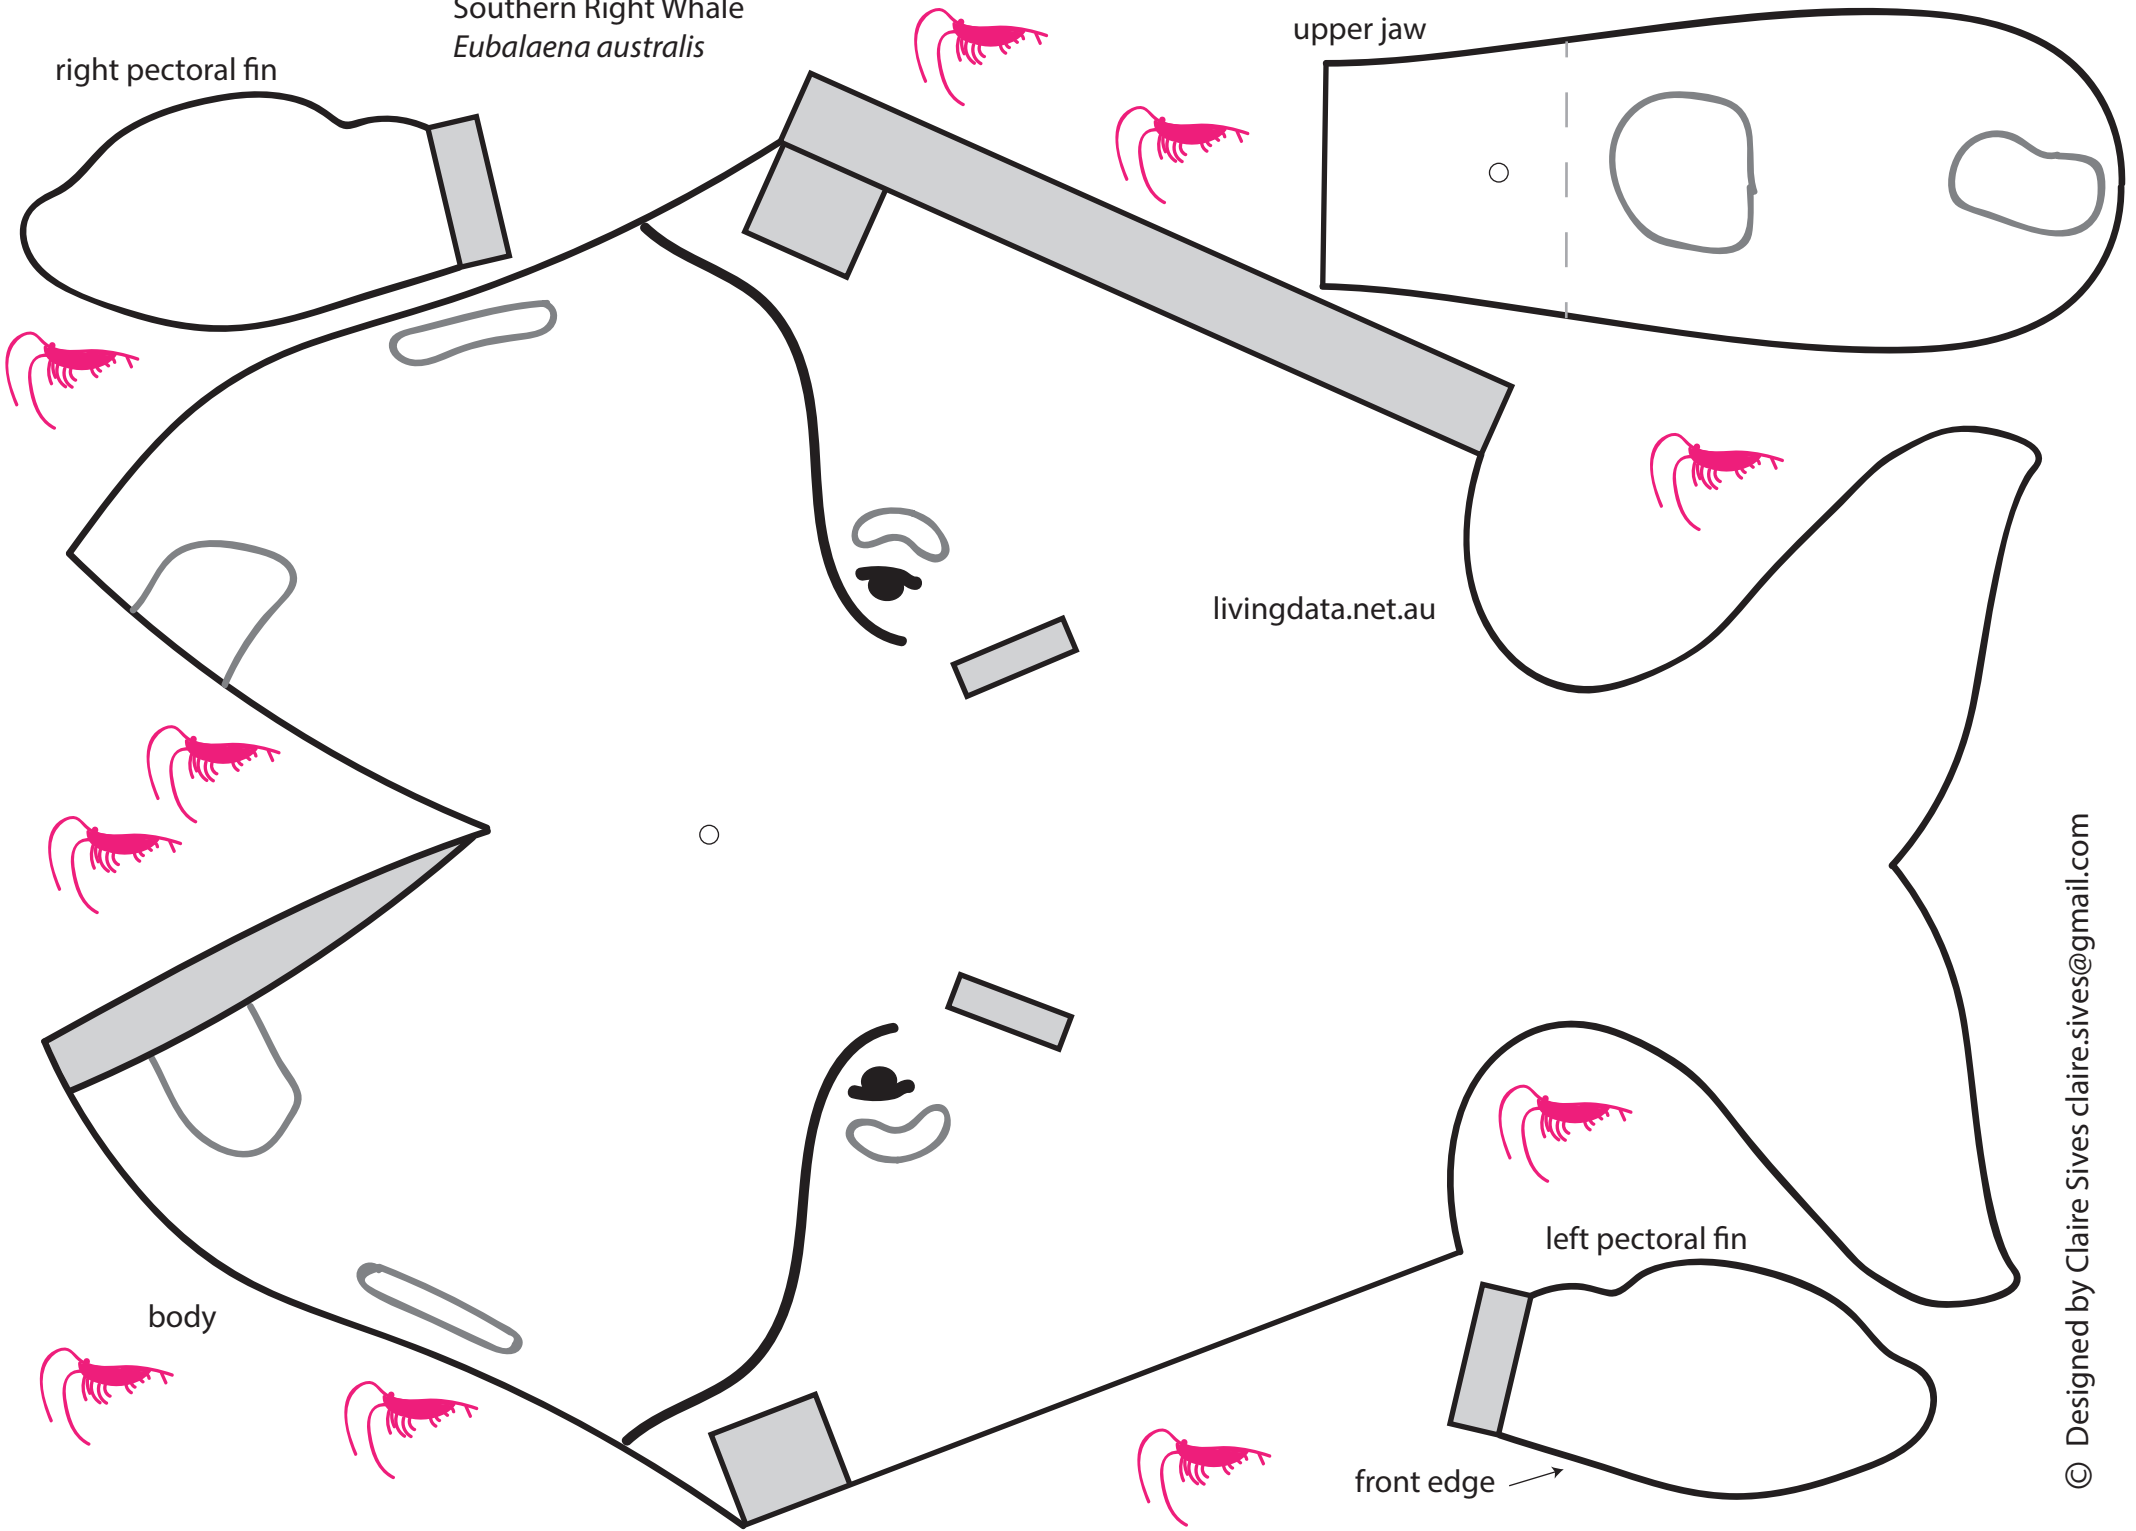 Southern Right Whale
Eubalaena australis
right pectoral fin
upper jaw
livingdata.net.au
body
left pectoral fin
front edge
© Designed by Claire Sives claire.sives@gmail.com